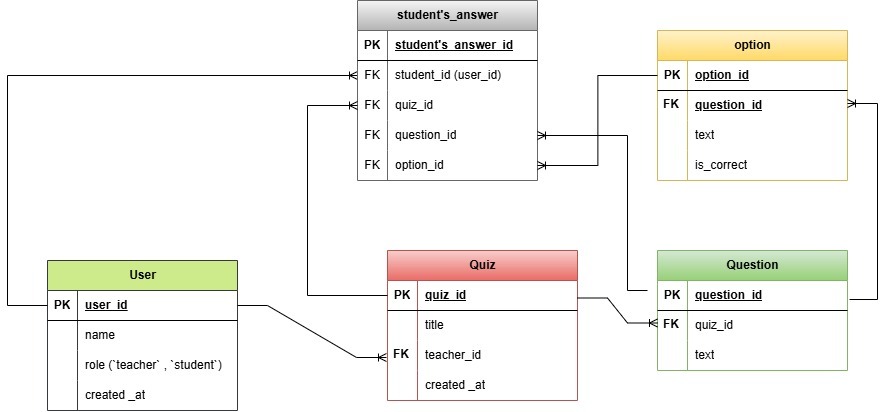 student's_answer
PK student's_answer_id
FK student_id (user_id)
FK quiz_id
FK question_id
FK option_id
option
PK option_id
FK question_id
text
is_correct
User
PK user_id
name
role (`teacher` , `student`)
created _at
Quiz
PK quiz_id
title
FK teacher_id
created _at
Question
PK question_id
FK quiz_id
text